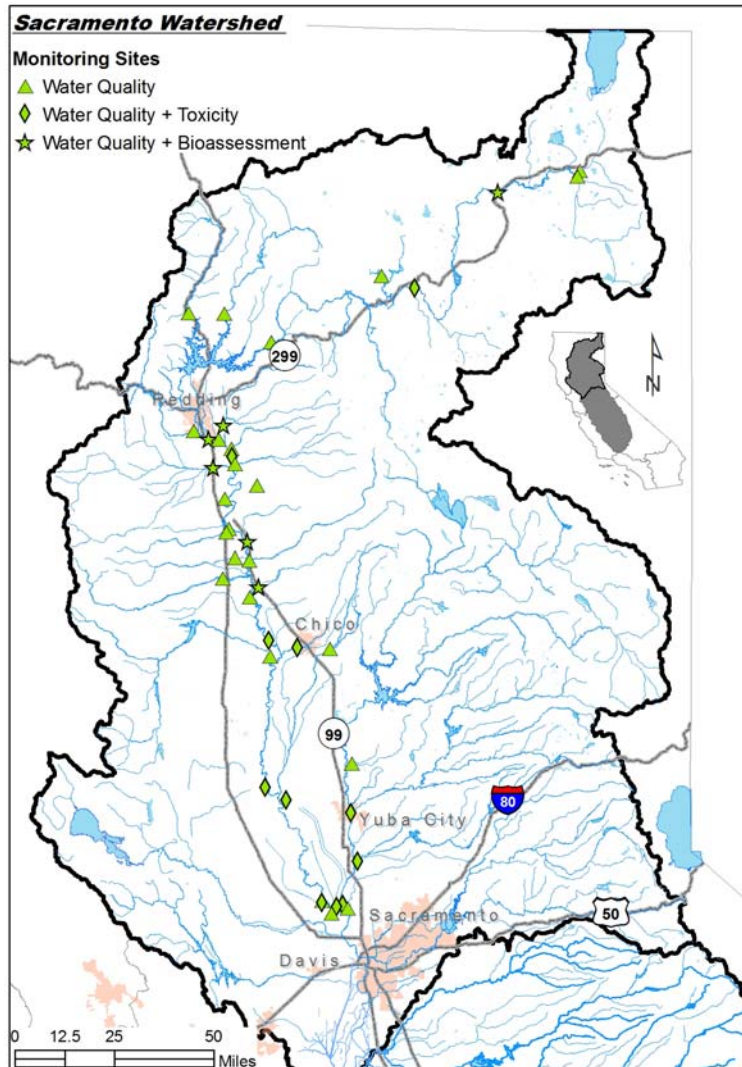 Sacramento Watershed
Monitoring Sites
Water Quality
Water Quality + Toxicity
Water Quality + Bioassessment
299
N
Redding
Chico
99
80
Yuba City
Sacramento
50
Davis
0 12.5 25 50
Miles